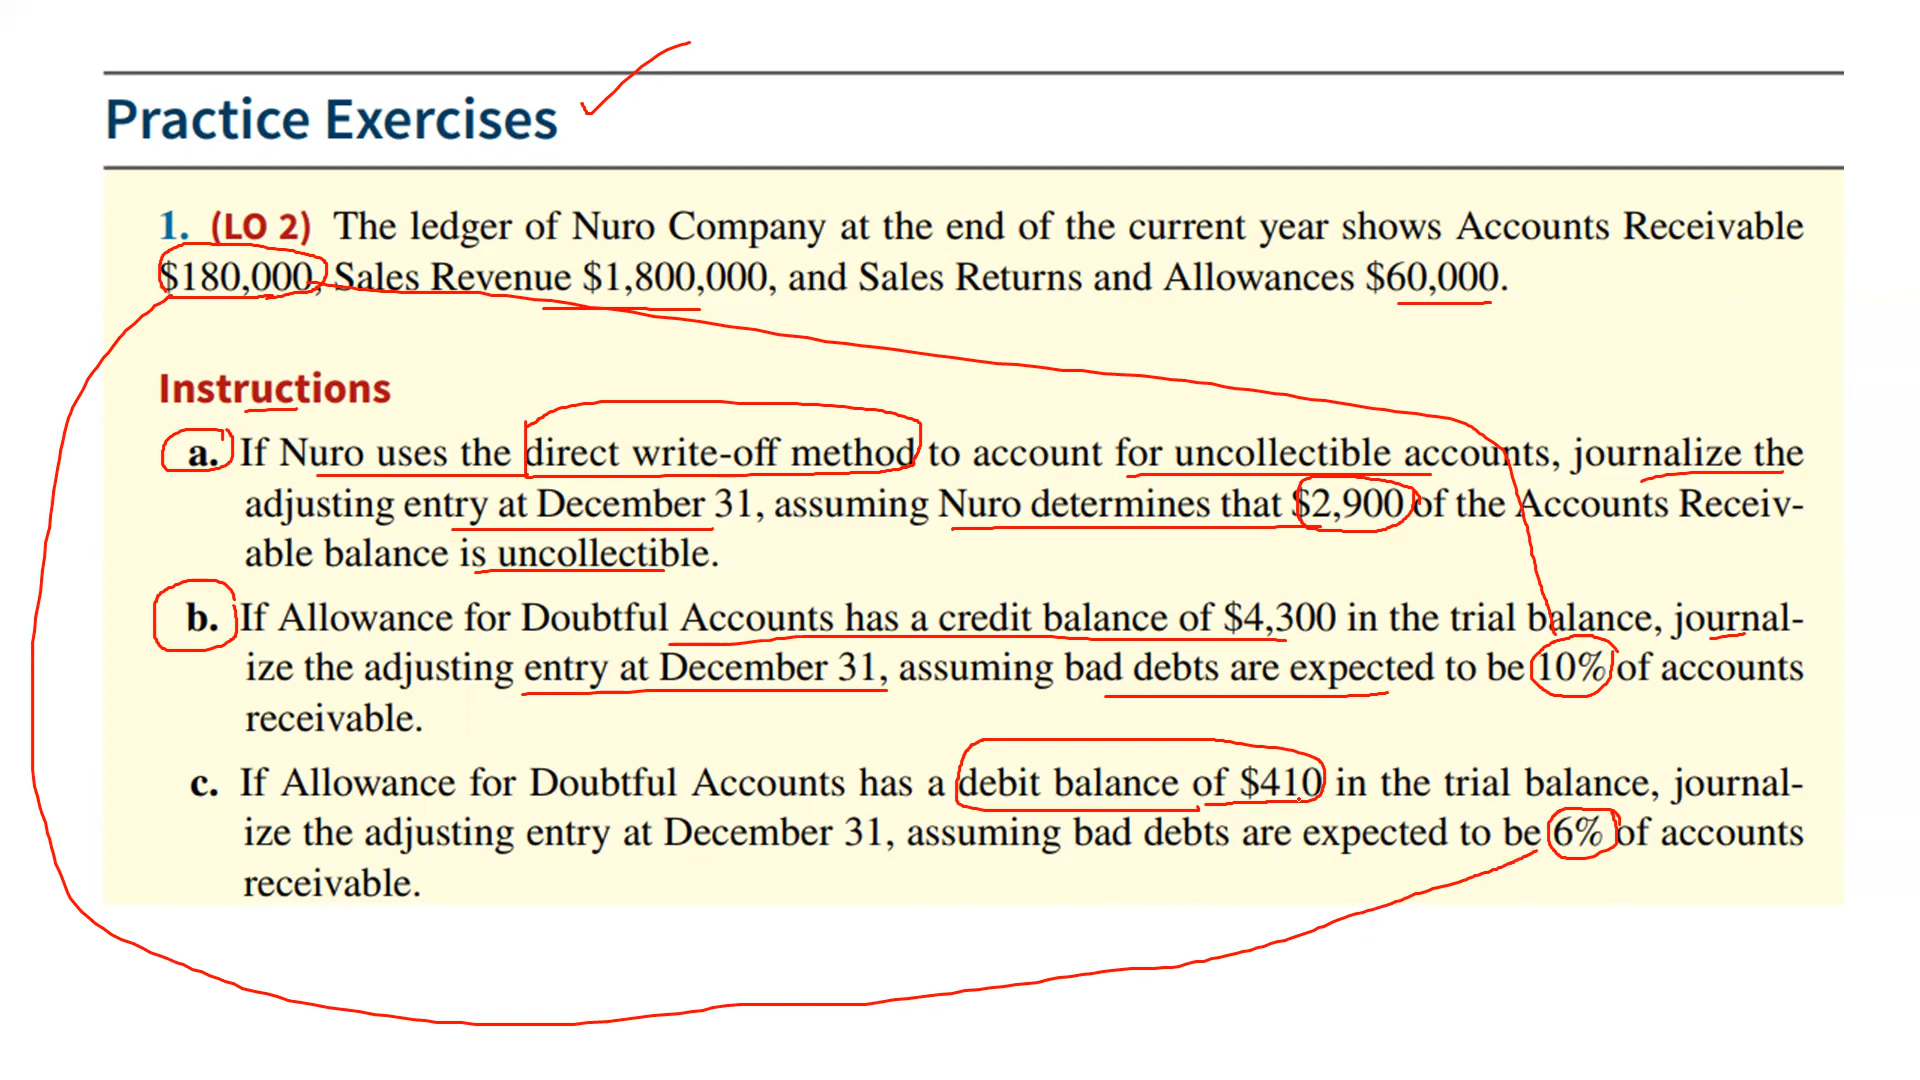 Practice Exercises
1. (LO 2) The ledger of Nuro Company at the end of the current year shows Accounts Receivable
$180,000, Sales Revenue $1,800,000, and Sales Returns and Allowances $60,000.
Instructions
a. If Nuro uses the direct write-off method to account for uncollectible accounts, journalize the
adjusting entry at December 31, assuming Nuro determines that $2,900 of the Accounts Receiv-
able balance is uncollectible.
b. If Allowance for Doubtful Accounts has a credit balance of $4,300 in the trial balance, journal-
ize the adjusting entry at December 31, assuming bad debts are expected to be 10% of accounts
receivable.
c. If Allowance for Doubtful Accounts has a debit balance of $410 in the trial balance, journal-
ize the adjusting entry at December 31, assuming bad debts are expected to be 6% of accounts
receivable.